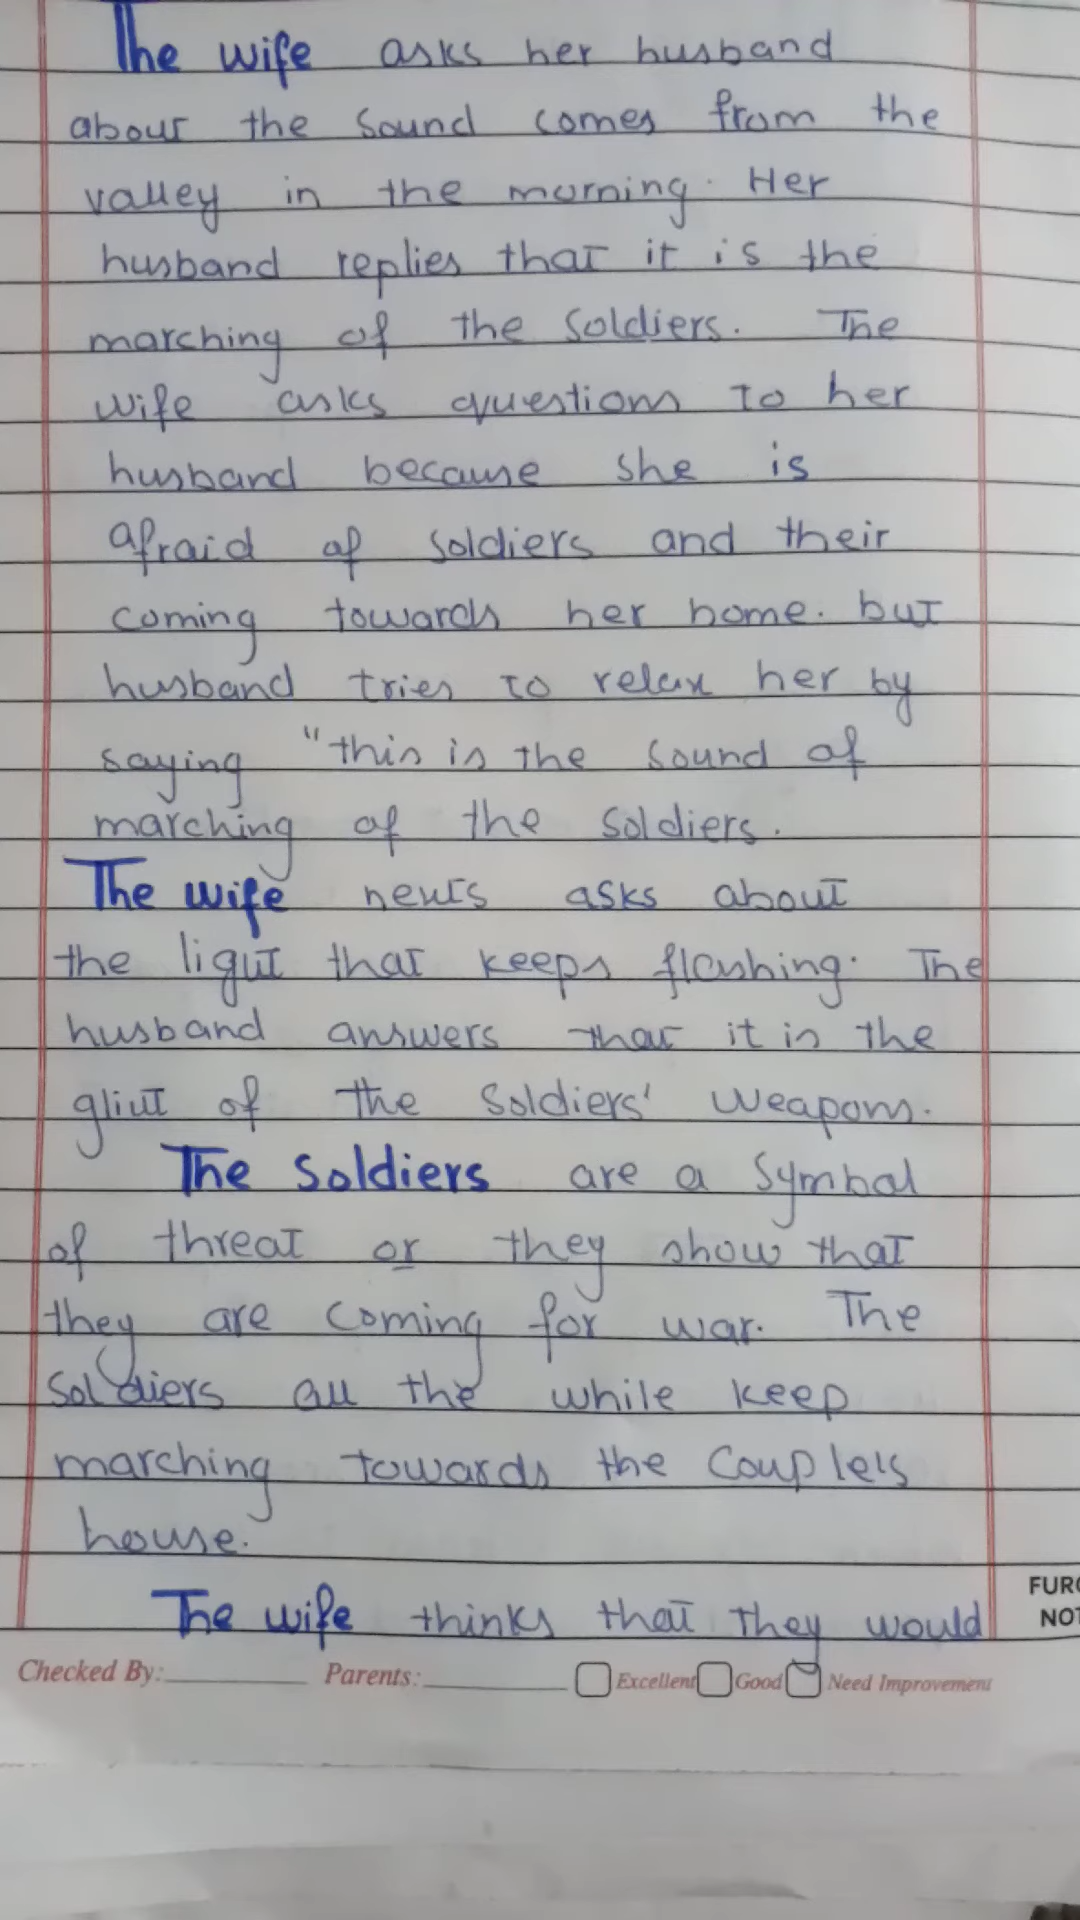 The wife asks her husband
about the sound comes from the
valley in the morning. Her
husband replies that it is the
marching of the soldiers. The
wife asks questions to her
husband because she is
afraid of soldiers and their
coming towards her home. but
husband tries to relax her by
saying "this is the sound of
marching of the soldiers.
The wife next asks about
the light that keeps flashing. The
husband answers that it is the
glint of the soldiers' weapons.
The soldiers are a symbol
of threat or they show that
they are coming for war. The
soldiers all the while keep
marching towards the couple's
house.
The wife thinks that they would
FUR
NOT
Checked By: Parents: Excellent Good Need Improvement